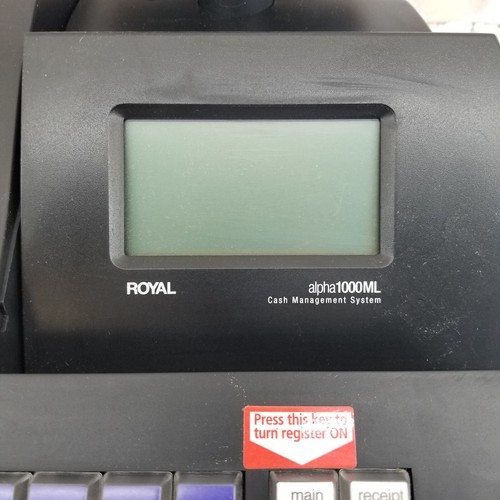 ROYAL
alpha1000ML
Cash Management System
Press this key to
turn register ON
main
receipt